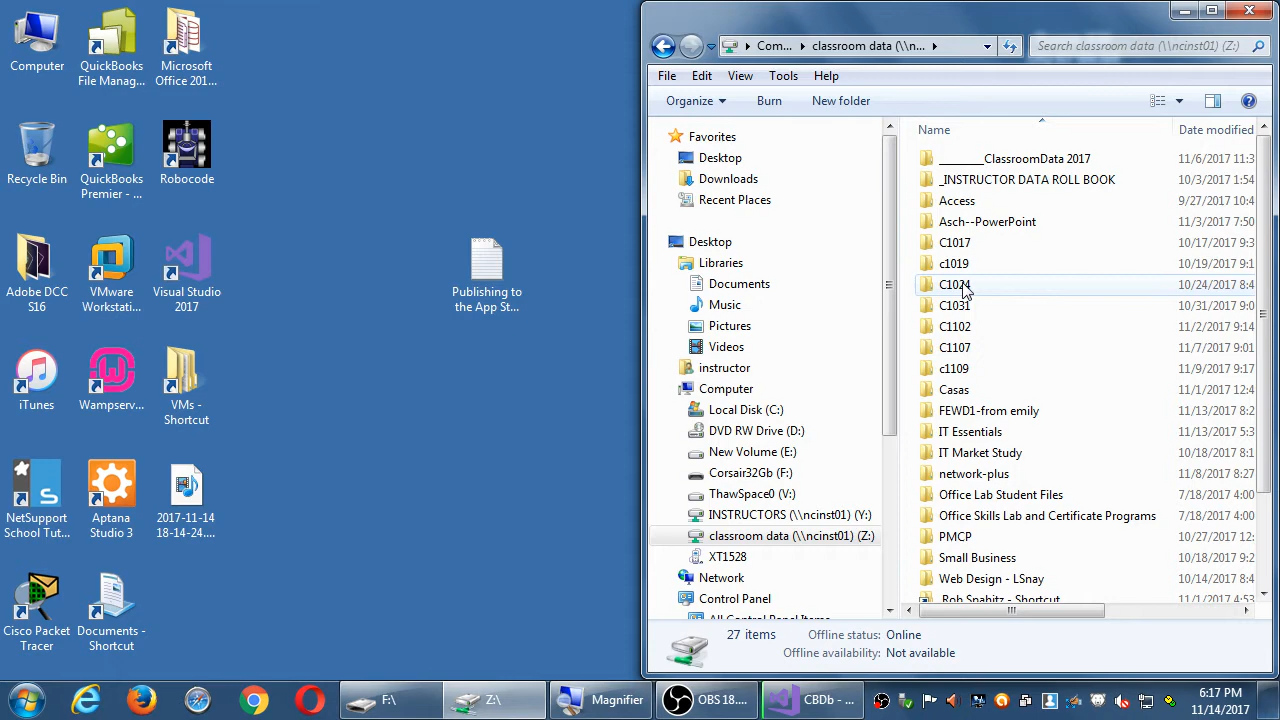 Computer
QuickBooks
File Manag...
Microsoft
Office 201...
Recycle Bin
QuickBooks
Premier - ...
Robocode
Adobe DCC
S16
VMware
Workstati...
Visual Studio
2017
Publishing to
the App St...
iTunes
Wampserv...
VMs -
Shortcut
NetSupport
School Tut...
Aptana
Studio 3
2017-11-14
18-14-24....
Cisco Packet
Tracer
Documents -
Shortcut
Com... classroom data (\\n...
Search classroom data (\\ncinst01) (Z:)
File Edit View Tools Help
Organize Burn New folder
Favorites
Desktop
Downloads
Recent Places
Desktop
Libraries
Documents
Music
Pictures
Videos
instructor
Computer
Local Disk (C:)
DVD RW Drive (D:)
New Volume (E:)
Corsair32Gb (F:)
ThawSpace0 (V:)
INSTRUCTORS (\\ncinst01) (Y:)
classroom data (\\ncinst01) (Z:)
XT1528
Network
Control Panel
All Control Panel Items
Name Date modified
________ClassroomData 2017 11/6/2017 11:3
_INSTRUCTOR DATA ROLL BOOK 10/3/2017 1:54
Access 9/27/2017 10:4
Asch--PowerPoint 11/3/2017 7:50
C1017 10/17/2017 9:3
c1019 10/19/2017 9:1
C1024 10/24/2017 8:4
C1031 10/31/2017 9:0
C1102 11/2/2017 9:14
C1107 11/7/2017 9:01
c1109 11/9/2017 9:17
Casas 11/1/2017 12:4
FEWD1-from emily 11/13/2017 8:2
IT Essentials 11/13/2017 5:3
IT Market Study 10/18/2017 8:1
network-plus 11/8/2017 8:27
Office Lab Student Files 7/18/2017 4:00
Office Skills Lab and Certificate Programs 7/18/2017 4:00
PMCP 10/27/2017 12:
Small Business 10/18/2017 9:2
Web Design - LSnay 10/14/2017 8:4
Rob Spahitz - Shortcut 11/1/2017 4:53
27 items Offline status: Online
Offline availability: Not available
F:\ Z:\ Magnifier OBS 18.... CBDb - ...
6:17 PM
11/14/2017